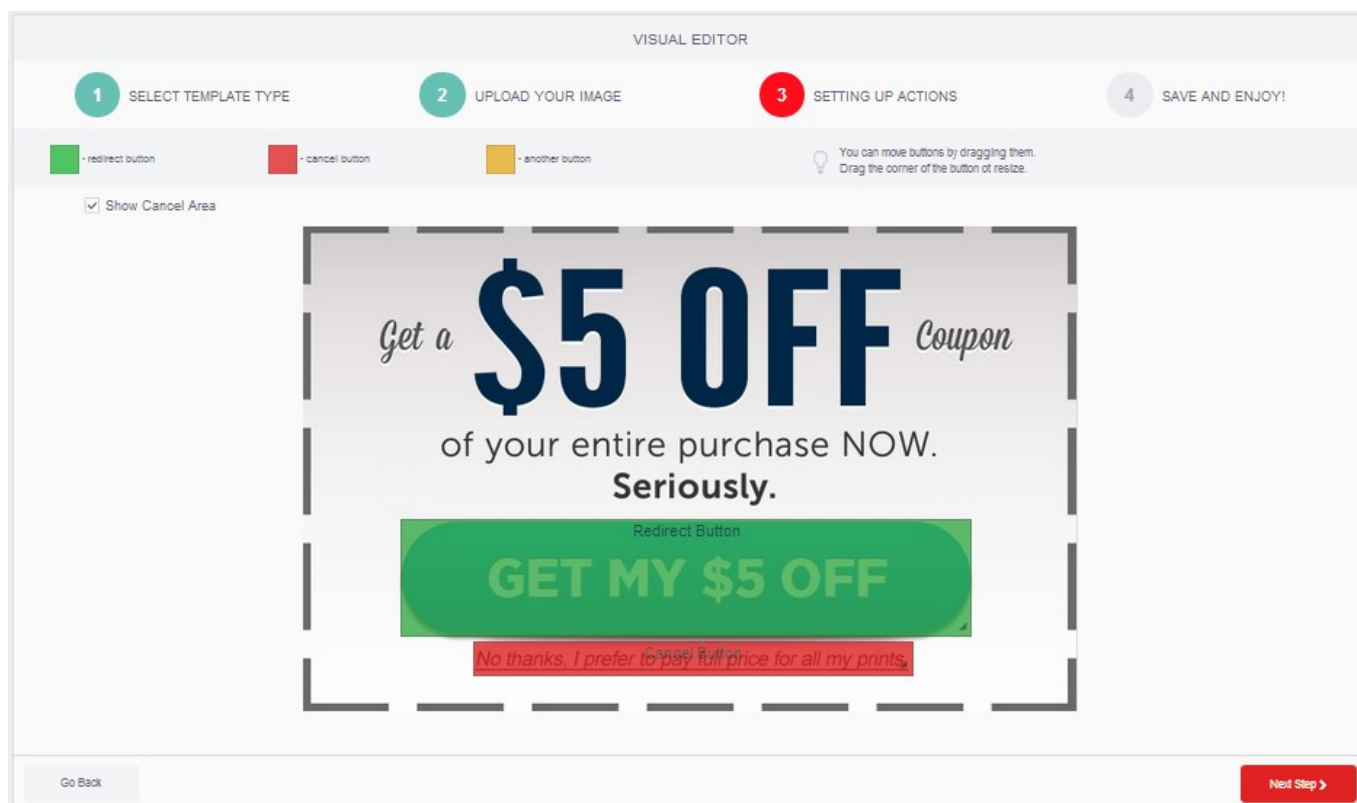 VISUAL EDITOR
1 SELECT TEMPLATE TYPE
2 UPLOAD YOUR IMAGE
3 SETTING UP ACTIONS
4 SAVE AND ENJOY!
- redirect button
- cancel button
- another button
You can move buttons by dragging them.
Drag the corner of the button ot resize.
Show Cancel Area
Get a $5 OFF Coupon
of your entire purchase NOW.
Seriously.
Redirect Button
GET MY $5 OFF
Cancel Button
No thanks, I prefer to pay full price for all my prints.
Go Back
Next Step